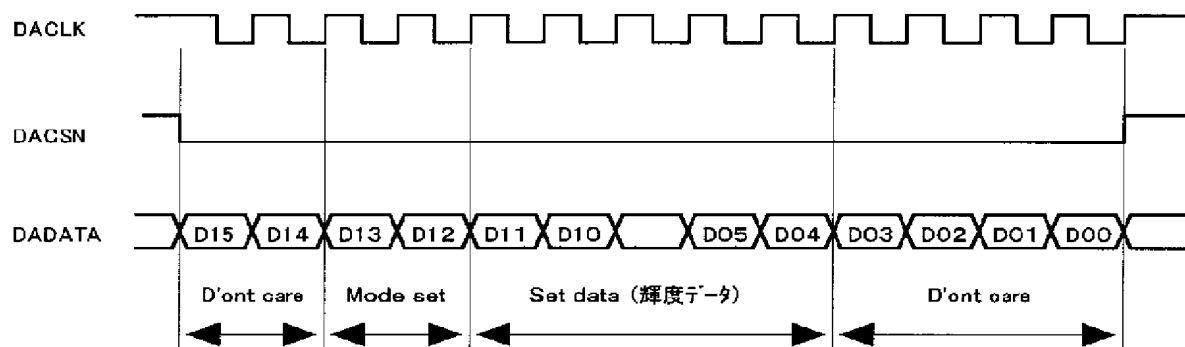 DACLK
DACSN
DADATA D15 D14 D13 D12 D11 D10 D05 D04 D03 D02 D01 D00
D'ont care Mode set Set data (輝度データ) D'ont care